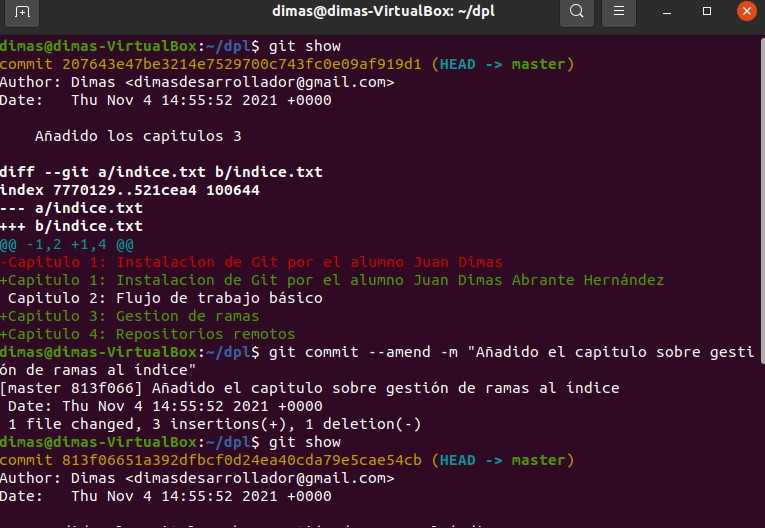 dimas@dimas-VirtualBox: ~/dpl
dimas@dimas-VirtualBox:~/dpl$ git show
commit 207643e47be3214e7529700c743fc0e09af919d1 (HEAD -> master)
Author: Dimas <dimasdesarrollador@gmail.com>
Date:   Thu Nov 4 14:55:52 2021 +0000
    Añadido los capitulos 3
diff --git a/indice.txt b/indice.txt
index 7770129..521cea4 100644
--- a/indice.txt
+++ b/indice.txt
@@ -1,2 +1,4 @@
-Capitulo 1: Instalacion de Git por el alumno Juan Dimas
+Capitulo 1: Instalacion de Git por el alumno Juan Dimas Abrante Hernández
 Capitulo 2: Flujo de trabajo básico
+Capitulo 3: Gestion de ramas
+Capitulo 4: Repositorios remotos
dimas@dimas-VirtualBox:~/dpl$ git commit --amend -m "Añadido el capitulo sobre gesti
ón de ramas al índice"
[master 813f066] Añadido el capitulo sobre gestión de ramas al índice
 Date: Thu Nov 4 14:55:52 2021 +0000
 1 file changed, 3 insertions(+), 1 deletion(-)
dimas@dimas-VirtualBox:~/dpl$ git show
commit 813f06651a392dfbcf0d24ea40cda79e5cae54cb (HEAD -> master)
Author: Dimas <dimasdesarrollador@gmail.com>
Date:   Thu Nov 4 14:55:52 2021 +0000